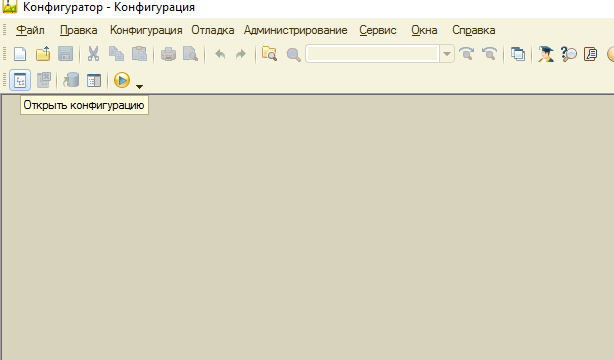 Конфигуратор - Конфигурация
Файл Правка Конфигурация Отладка Администрирование Сервис Окна Справка
Открыть конфигурацию